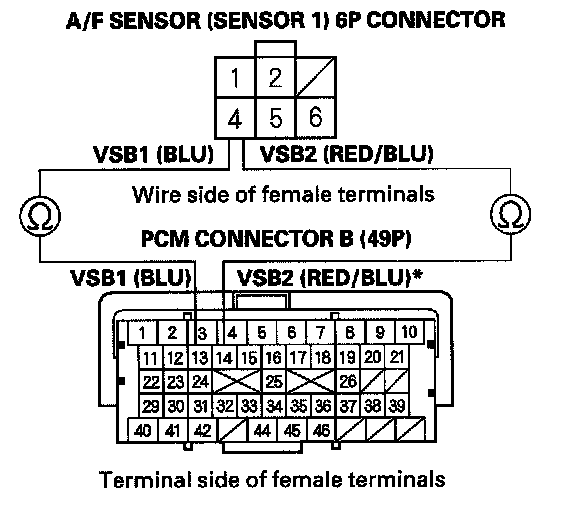 A/F SENSOR (SENSOR 1) 6P CONNECTOR
1 2
4 5 6
VSB1 (BLU) VSB2 (RED/BLU)
Wire side of female terminals
Ω Ω
PCM CONNECTOR B (49P)
VSB1 (BLU) VSB2 (RED/BLU)*
1 2 3 4 5 6 7 8 9 10
11 12 13 14 15 16 17 18 19 20 21
22 23 24 25 26
29 30 31 32 33 34 35 36 37 38 39
40 41 42 44 45 46
Terminal side of female terminals